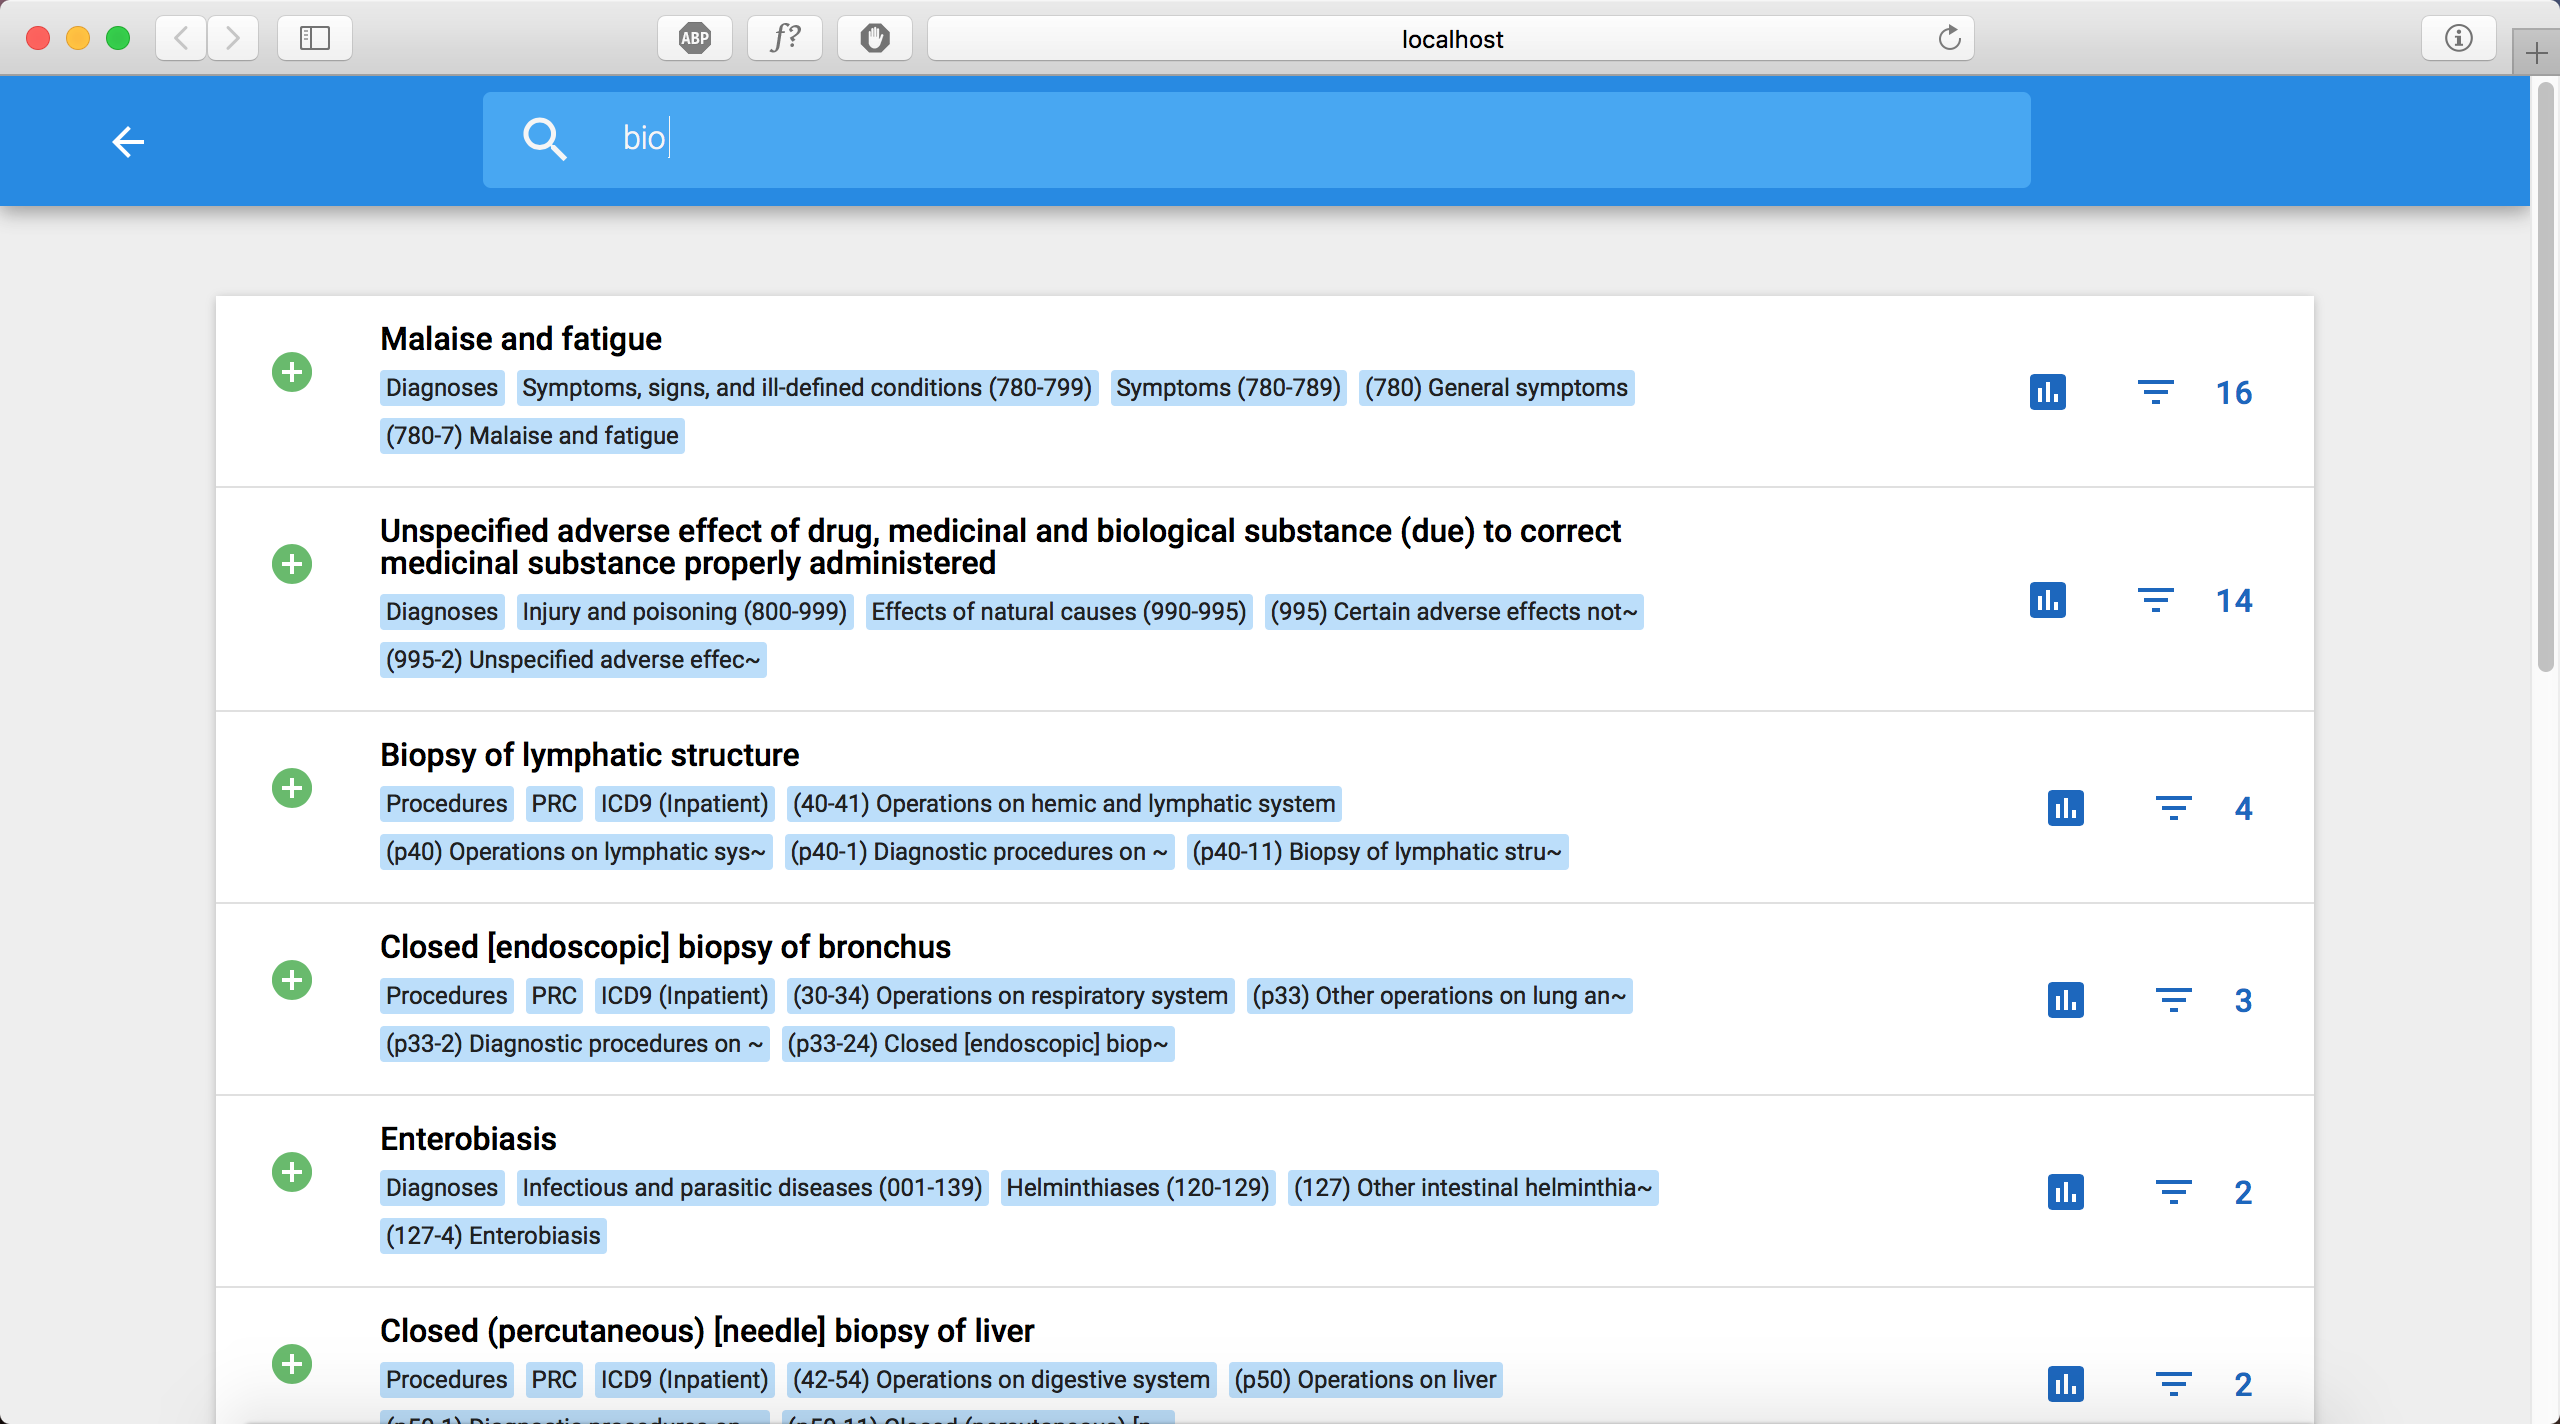 ABP f? localhost
bio
Malaise and fatigue
Diagnoses Symptoms, signs, and ill-defined conditions (780-799) Symptoms (780-789) (780) General symptoms
(780-7) Malaise and fatigue
16
Unspecified adverse effect of drug, medicinal and biological substance (due) to correct
medicinal substance properly administered
Diagnoses Injury and poisoning (800-999) Effects of natural causes (990-995) (995) Certain adverse effects not~
(995-2) Unspecified adverse effec~
14
Biopsy of lymphatic structure
Procedures PRC ICD9 (Inpatient) (40-41) Operations on hemic and lymphatic system
(p40) Operations on lymphatic sys~ (p40-1) Diagnostic procedures on ~ (p40-11) Biopsy of lymphatic stru~
4
Closed [endoscopic] biopsy of bronchus
Procedures PRC ICD9 (Inpatient) (30-34) Operations on respiratory system (p33) Other operations on lung an~
(p33-2) Diagnostic procedures on ~ (p33-24) Closed [endoscopic] biop~
3
Enterobiasis
Diagnoses Infectious and parasitic diseases (001-139) Helminthiases (120-129) (127) Other intestinal helminthia~
(127-4) Enterobiasis
2
Closed (percutaneous) [needle] biopsy of liver
Procedures PRC ICD9 (Inpatient) (42-54) Operations on digestive system (p50) Operations on liver
2